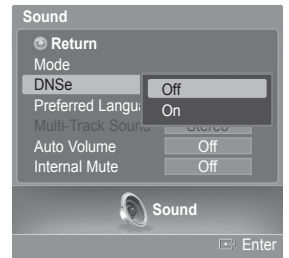 Sound
Return
Mode
DNSe
Off
On
Preferred Langua
Multi-Track Sound Stereo
Auto Volume Off
Internal Mute Off
Sound
Enter